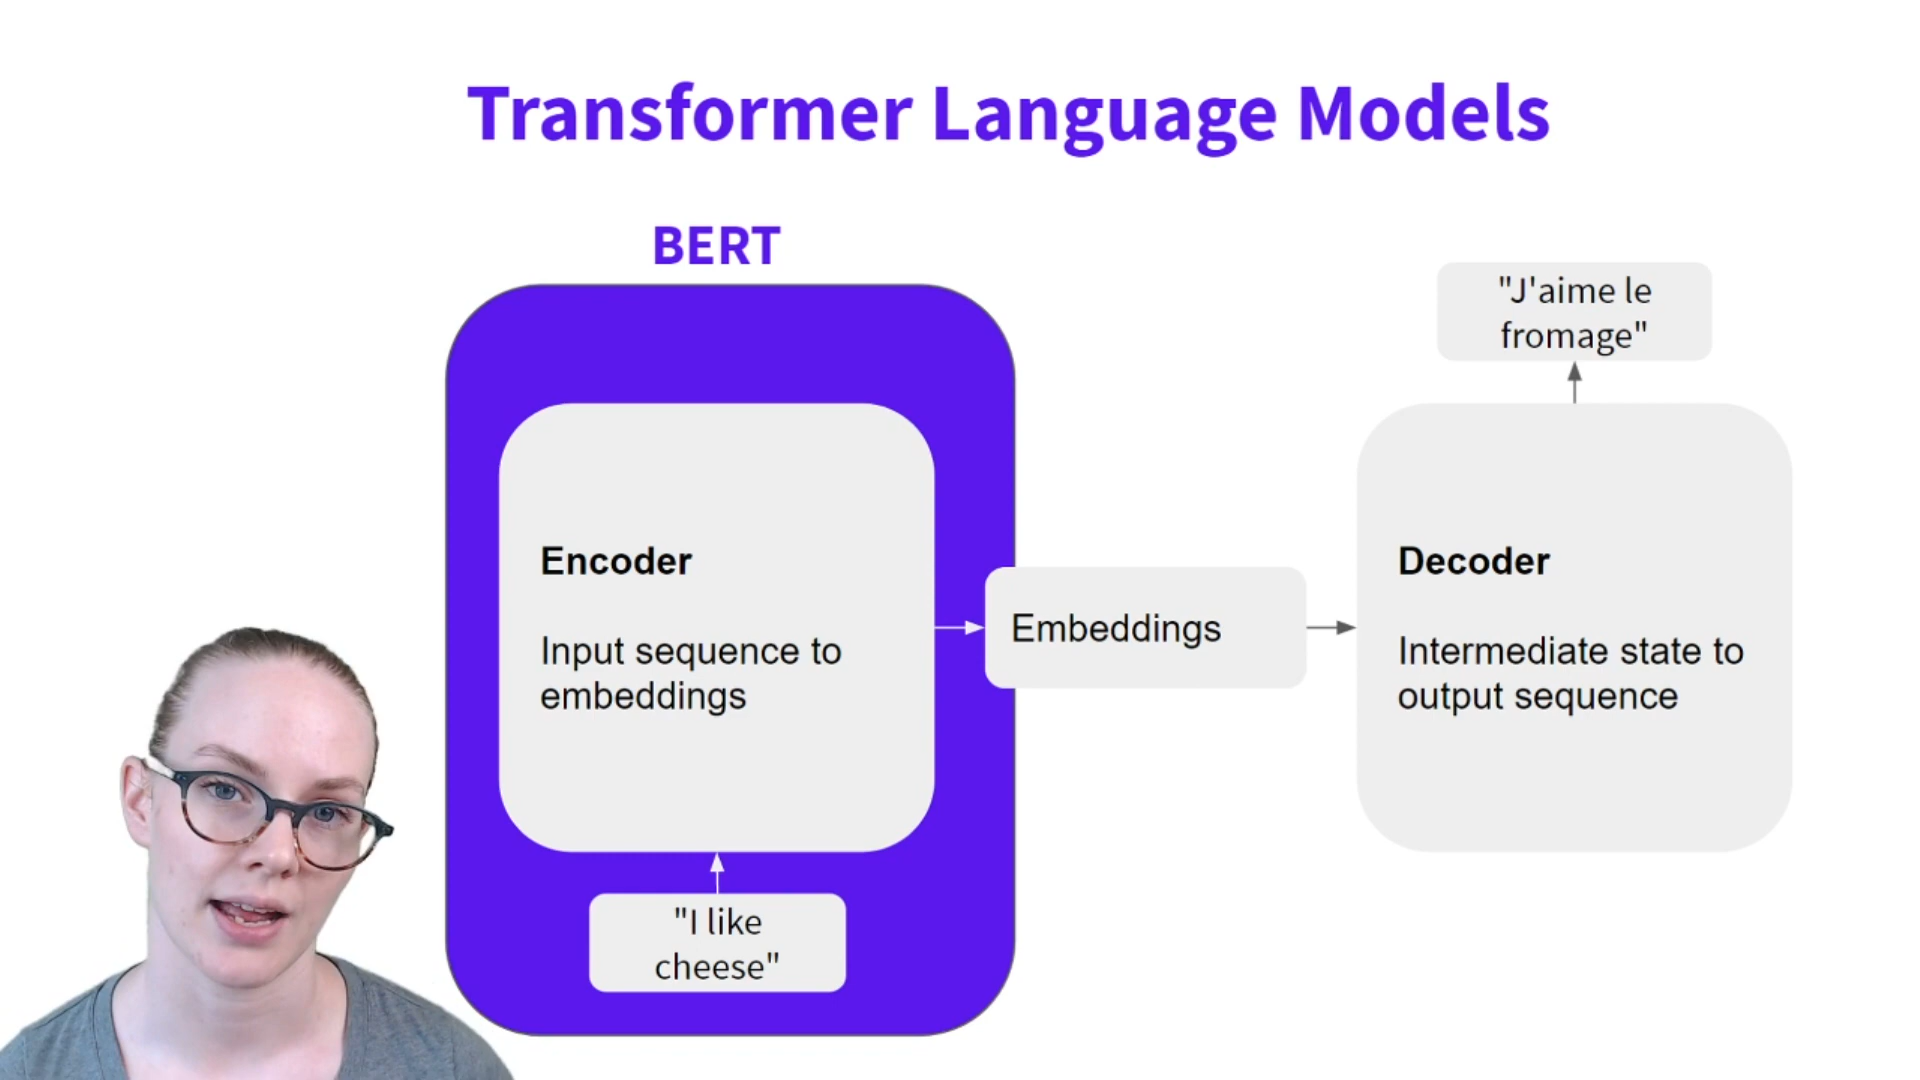 Transformer Language Models
BERT
"J'aime le
fromage"
Encoder
Input sequence to
embeddings
Embeddings
Decoder
Intermediate state to
output sequence
"I like
cheese"